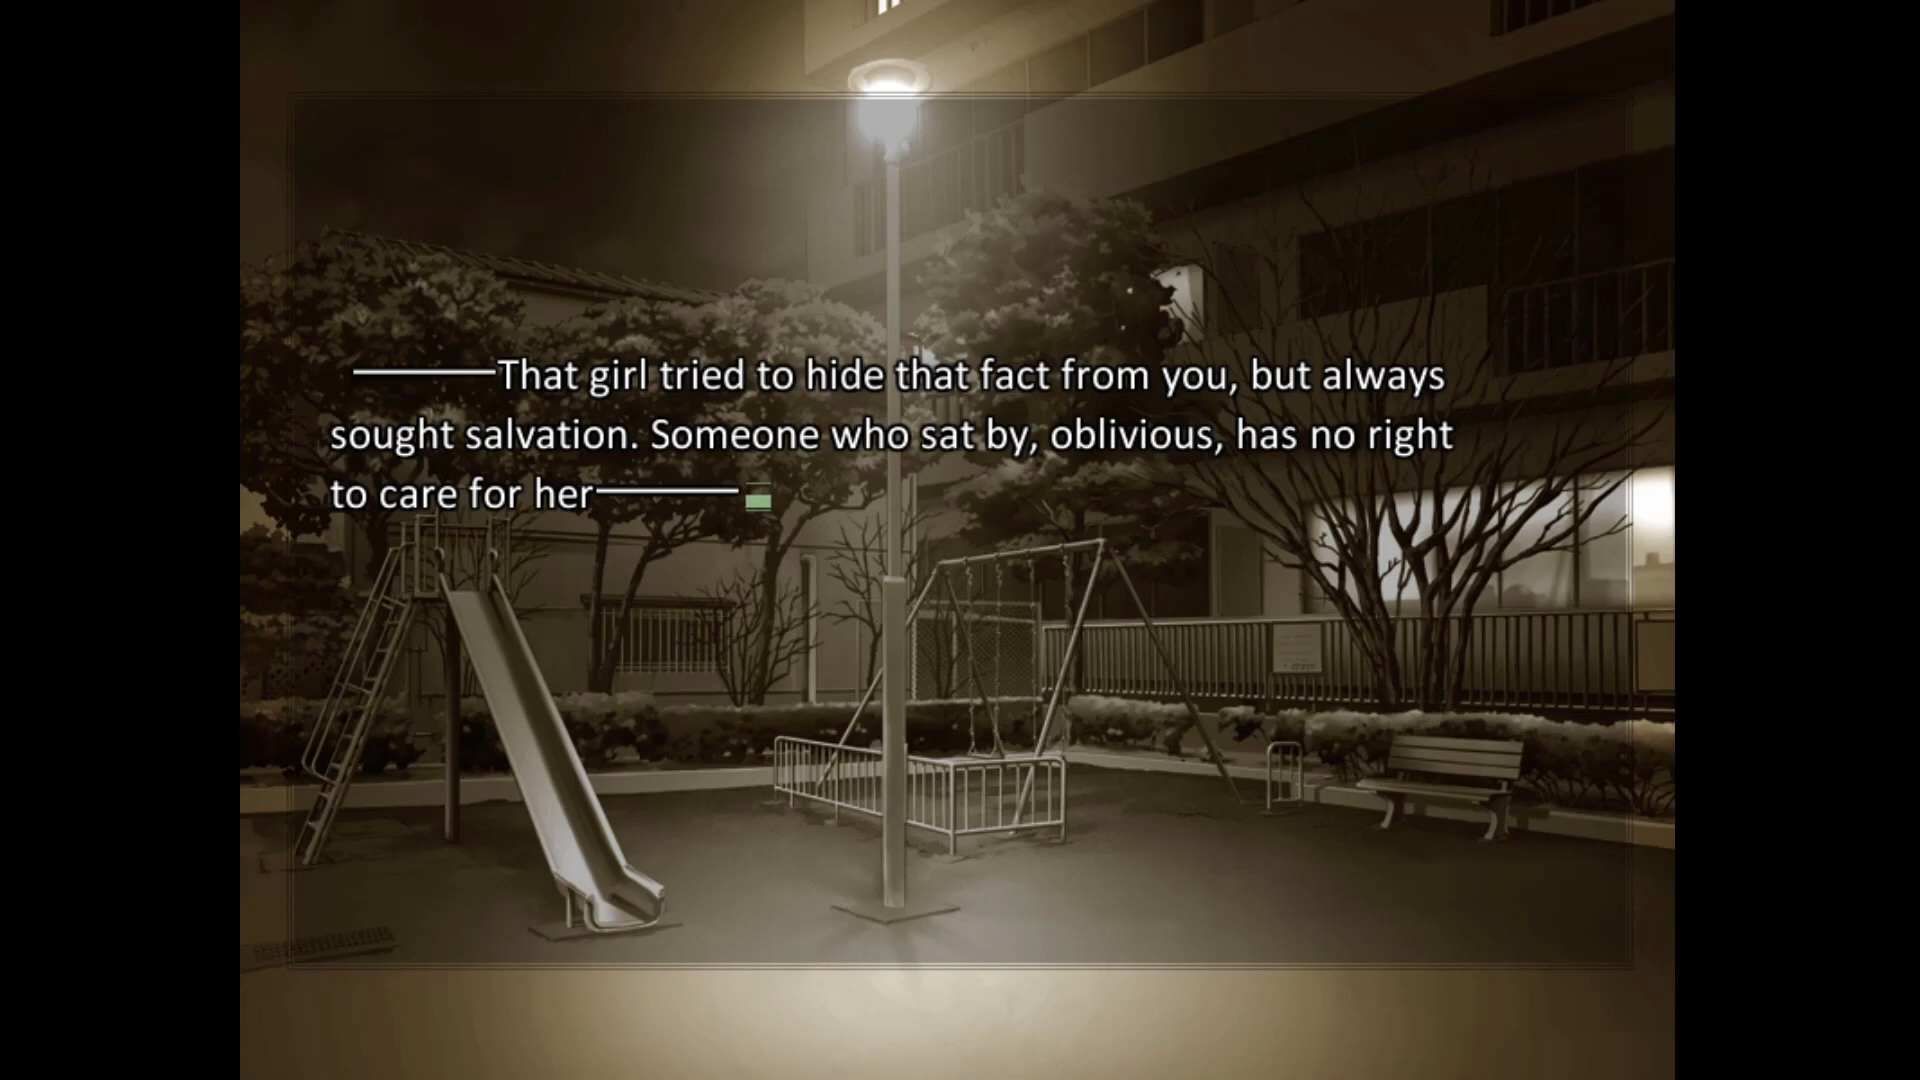 ————That girl tried to hide that fact from you, but always
sought salvation. Someone who sat by, oblivious, has no right
to care for her————